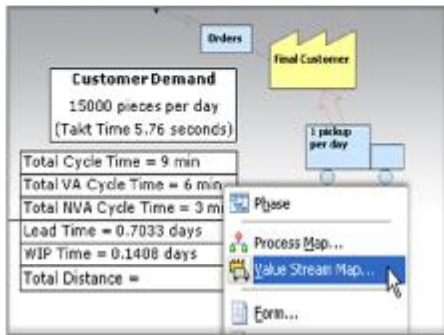 Orders
Final Customer
Customer Demand
15000 pieces per day
(Takt Time 5.76 seconds)
1 pickup
per day
Total Cycle Time = 9 min
Total VA Cycle Time = 6 min
Total NVA Cycle Time = 3 mi
Lead Time = 0.7033 days
WIP Time = 0.1408 days
Total Distance =
Phase
Process Map...
Value Stream Map...
Form...